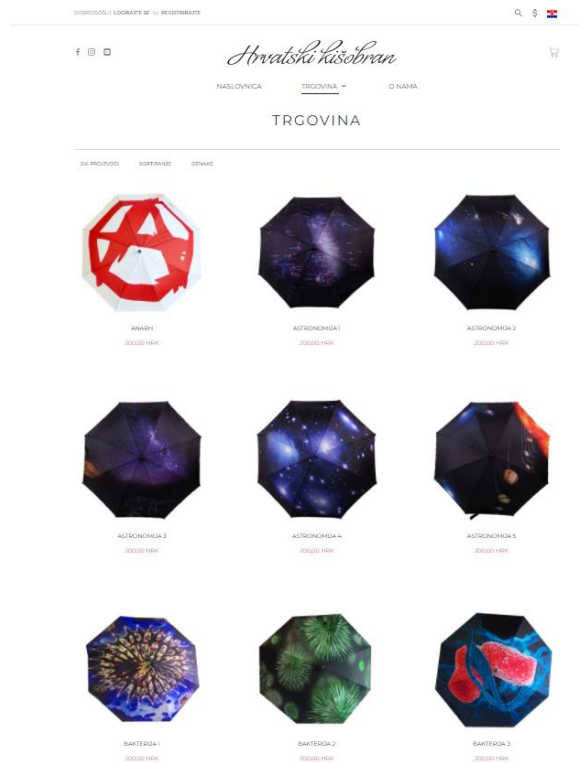 DOBRODOŠLI! LOGIRAJTE SE ILI REGISTRIRAJTE
$
Hrvatski kišobran
NASLOVNICA TRGOVINA O NAMA
TRGOVINA
SVI PROIZVODI SORTIRANJE OZNAKE
ANARH ASTRONOMIJA 1 ASTRONOMIJA 2
200,00 HRK 200,00 HRK 200,00 HRK
ASTRONOMIJA 3 ASTRONOMIJA 4 ASTRONOMIJA 5
200,00 HRK 200,00 HRK 200,00 HRK
BAKTERIJA 1 BAKTERIJA 2 BAKTERIJA 3
200,00 HRK 200,00 HRK 200,00 HRK